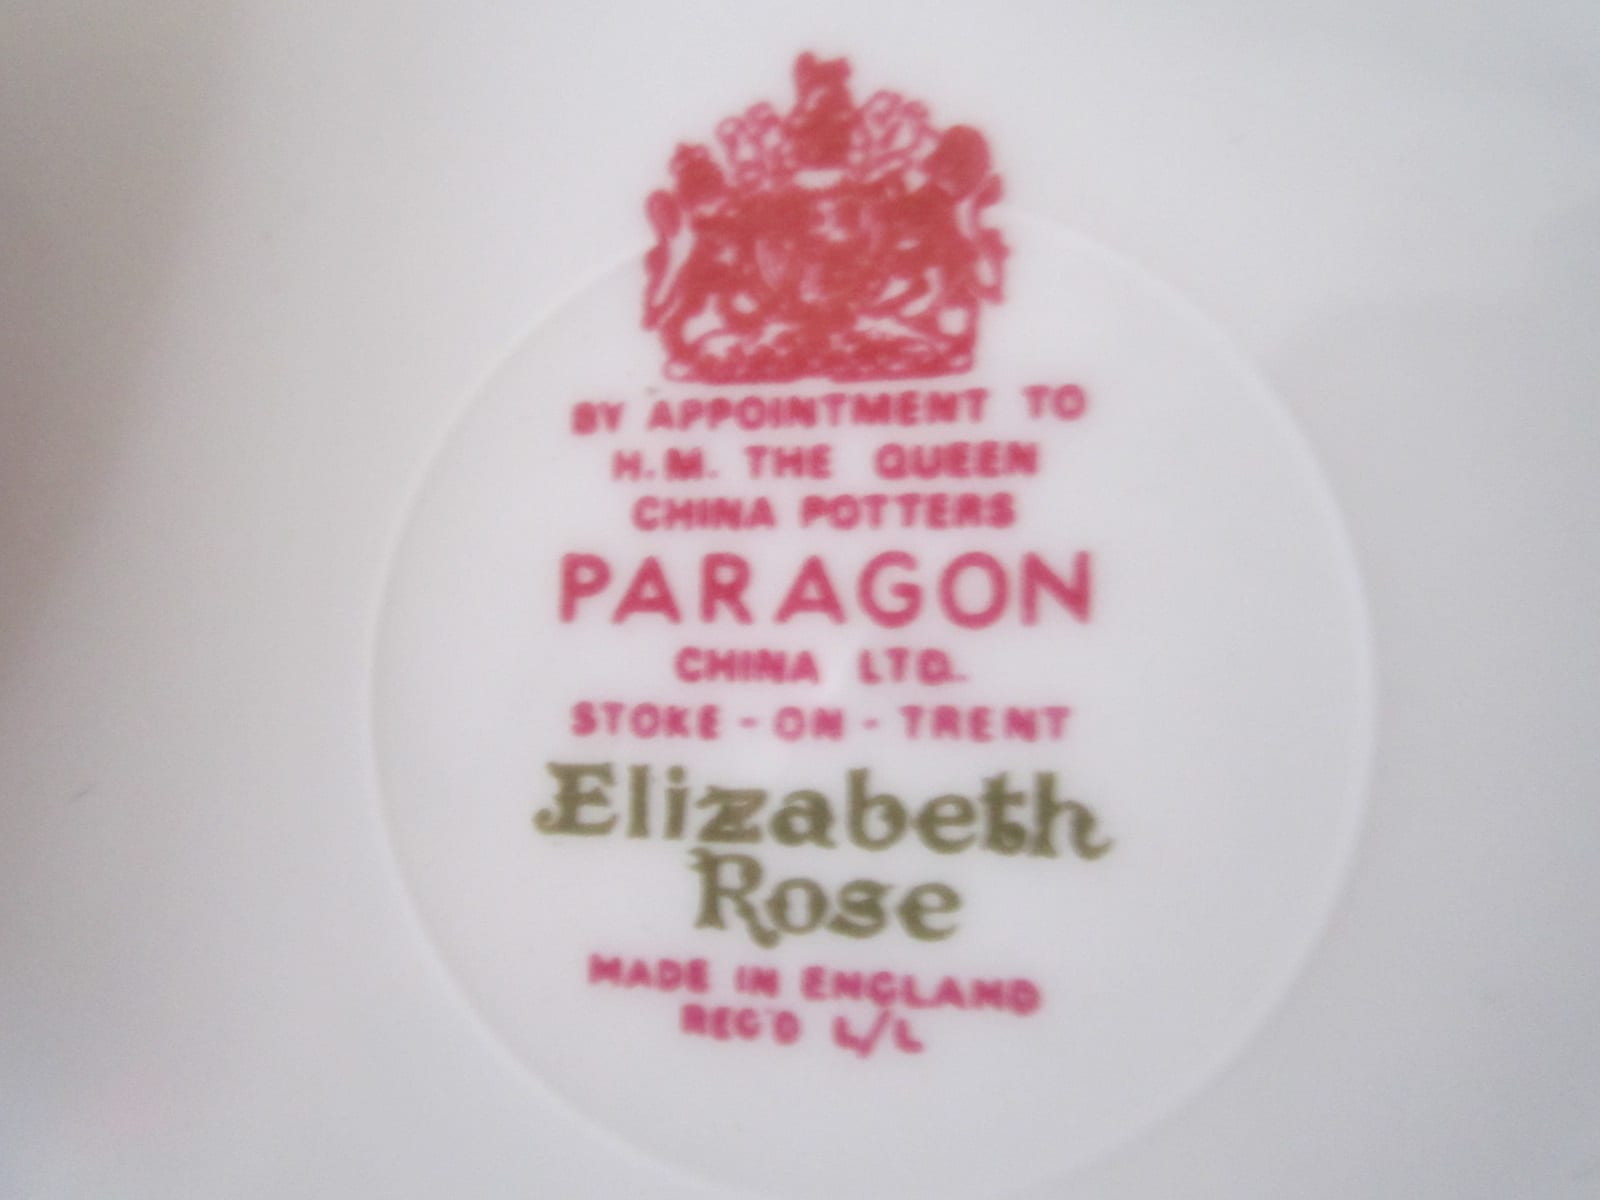 BY APPOINTMENT TO
H.M. THE QUEEN
CHINA POTTERS
PARAGON
CHINA LTD.
STOKE - ON - TRENT
Elizabeth
Rose
MADE IN ENGLAND
REG'D L/L